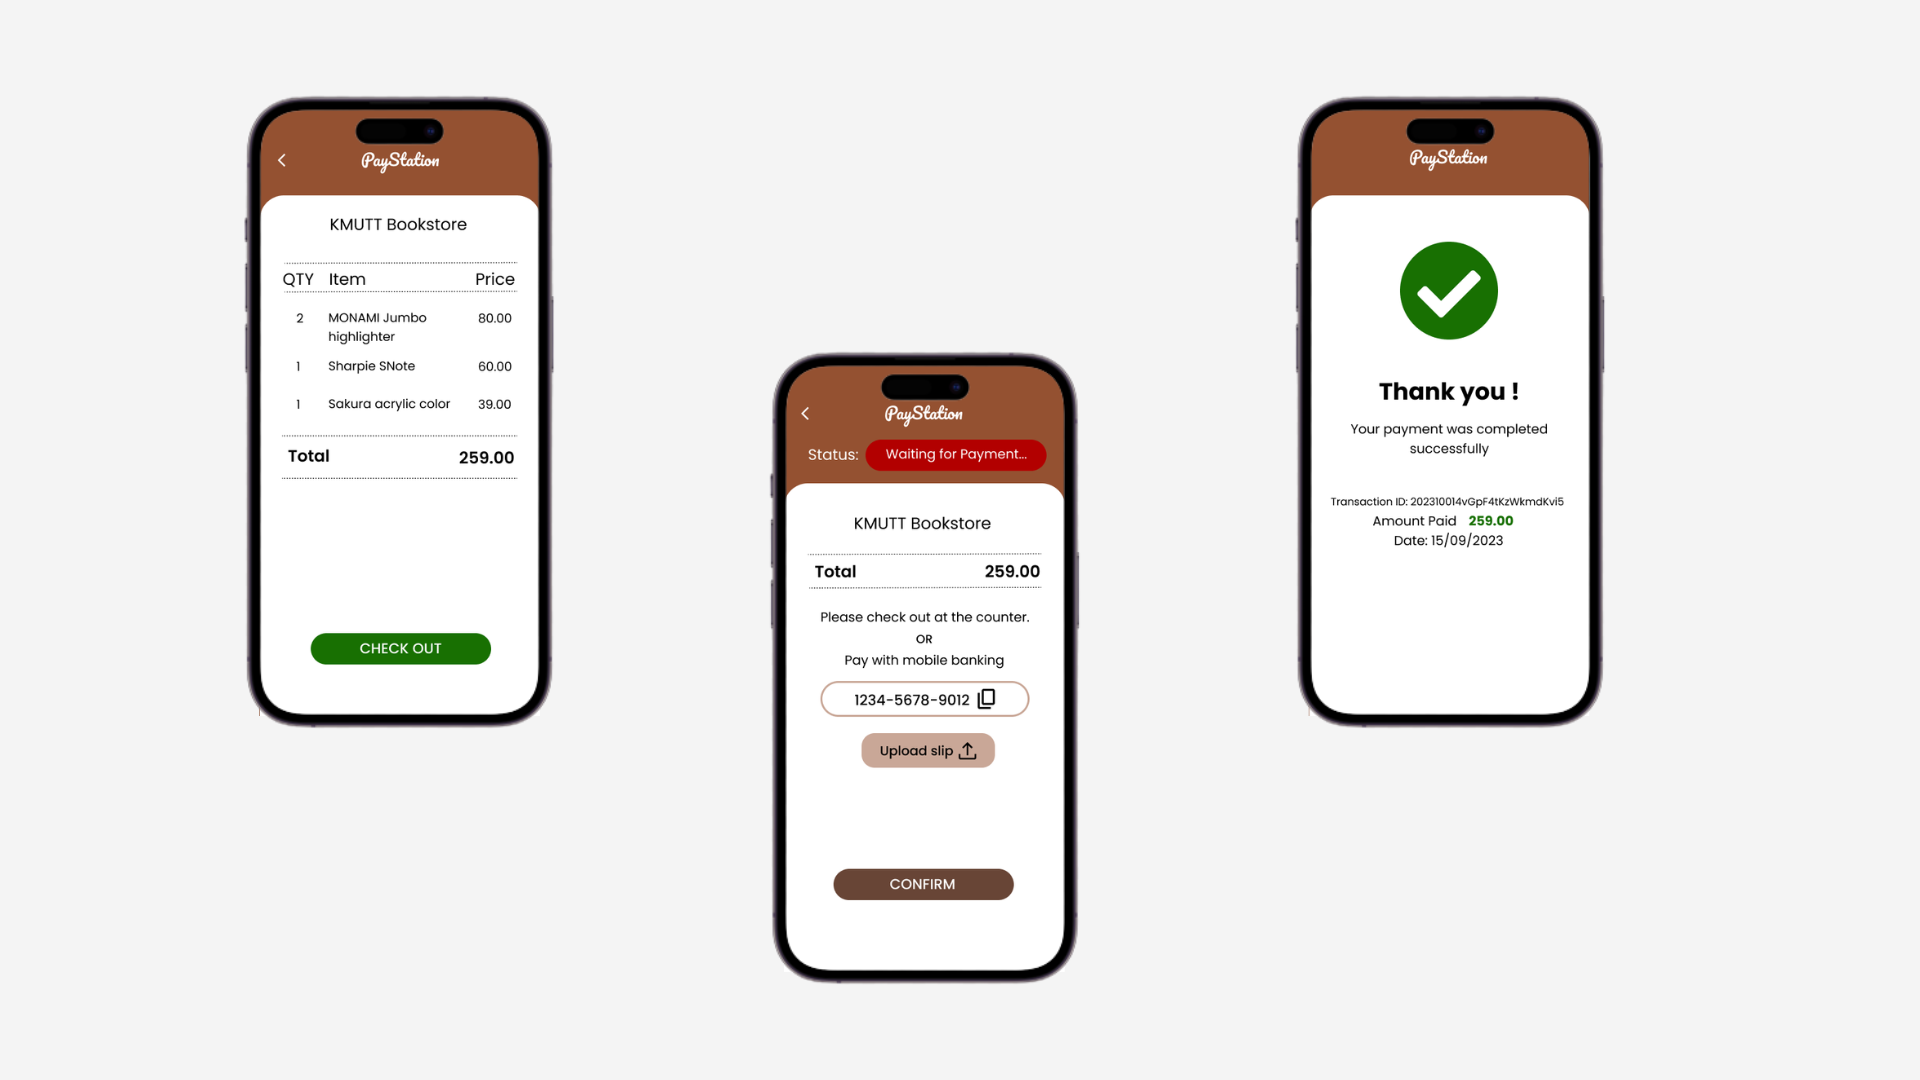 PayStation
KMUTT Bookstore
QTY Item Price
2 MONAMI Jumbo 80.00
highlighter
1 Sharpie SNote 60.00
1 Sakura acrylic color 39.00
Total 259.00
CHECK OUT
PayStation
Status: Waiting for Payment...
KMUTT Bookstore
Total 259.00
Please check out at the counter.
OR
Pay with mobile banking
1234-5678-9012
Upload slip
CONFIRM
PayStation
Thank you !
Your payment was completed
successfully
Transaction ID: 202310014vGpF4tKzWkmdKvi5
Amount Paid 259.00
Date: 15/09/2023